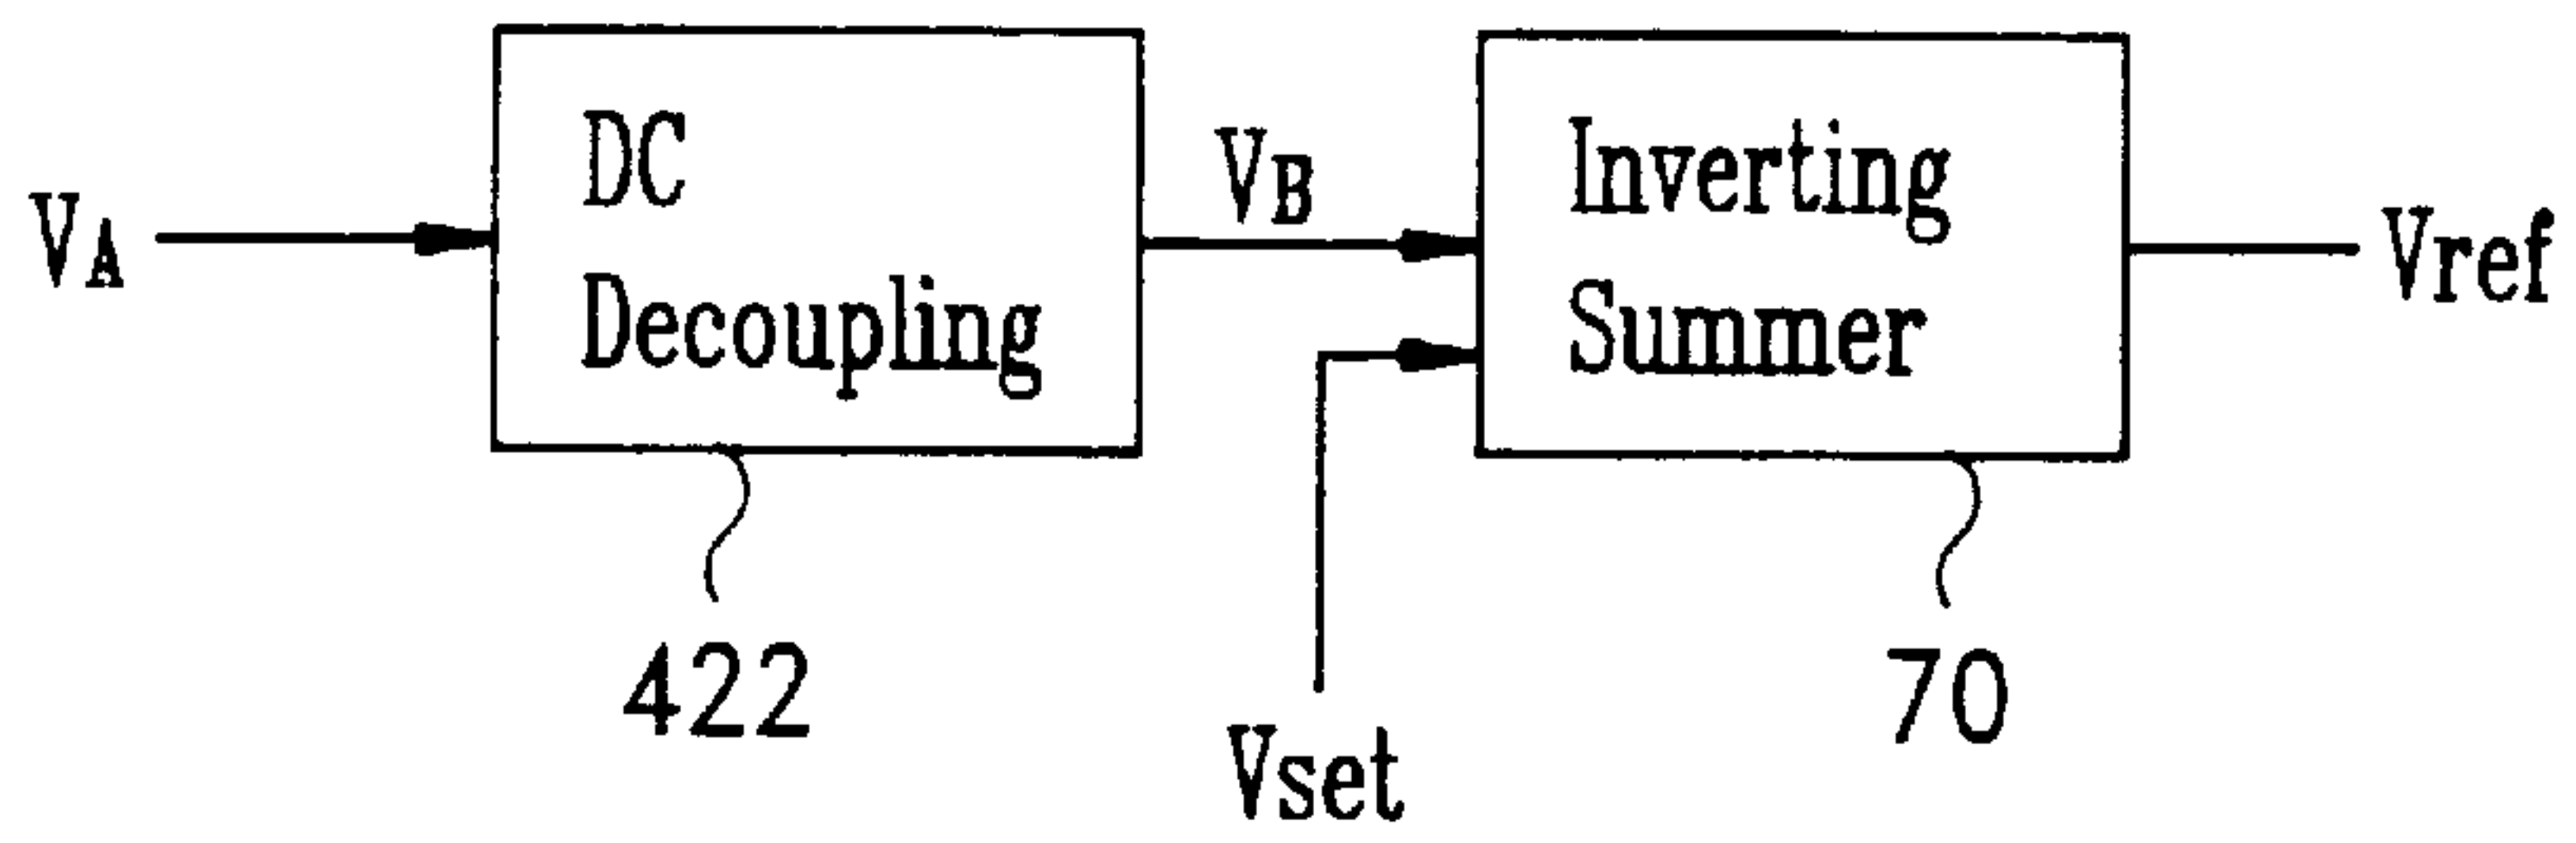 VA
DC
Decoupling
VB
Inverting
Summer
Vref
Vset
422
70